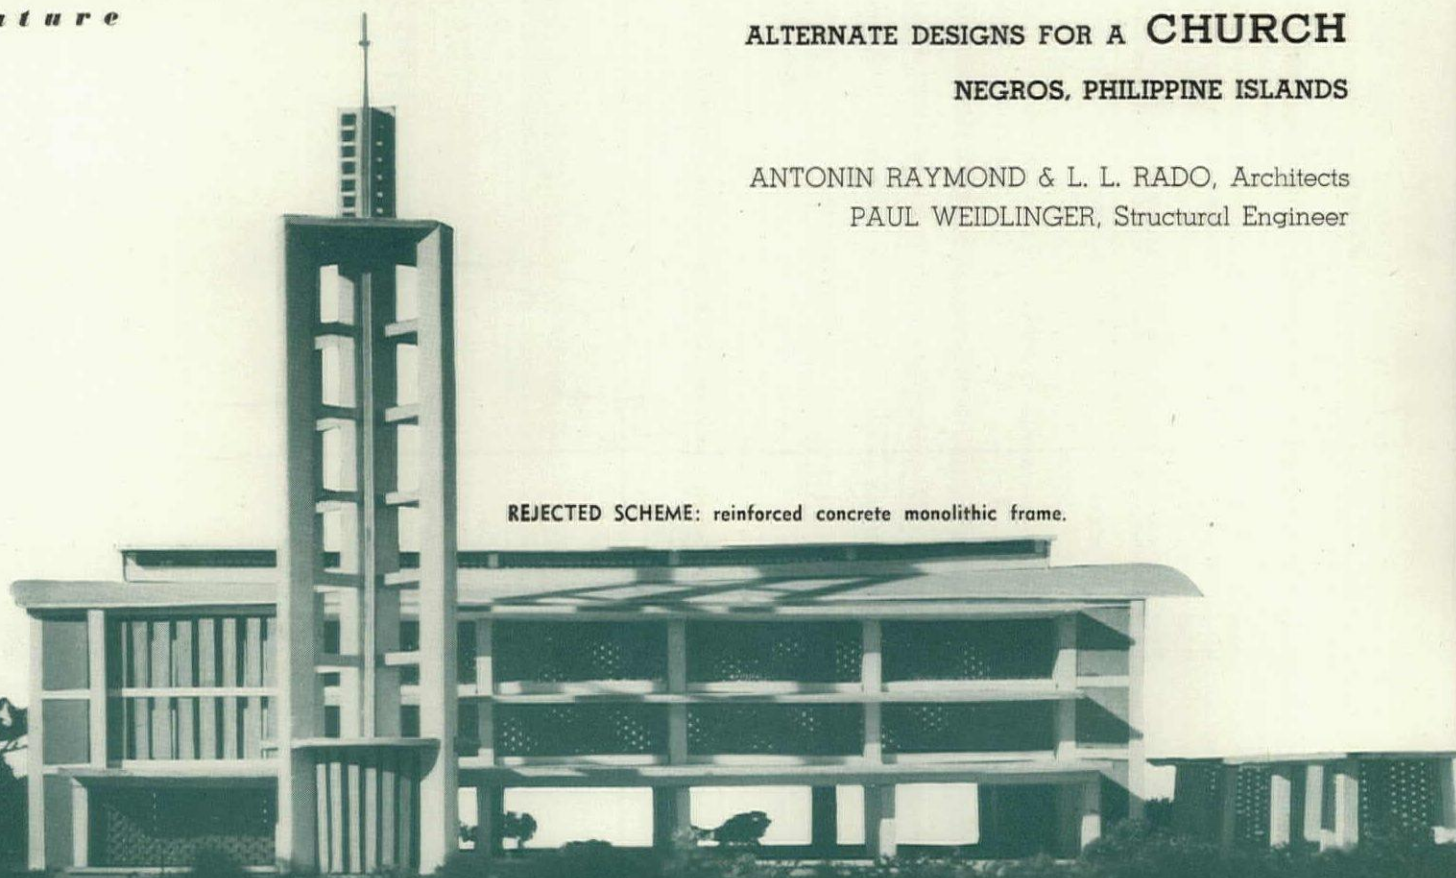 ALTERNATE DESIGNS FOR A CHURCH
NEGROS, PHILIPPINE ISLANDS
ANTONIN RAYMOND & L. L. RADO, Architects
PAUL WEIDLINGER, Structural Engineer
REJECTED SCHEME: reinforced concrete monolithic frame.